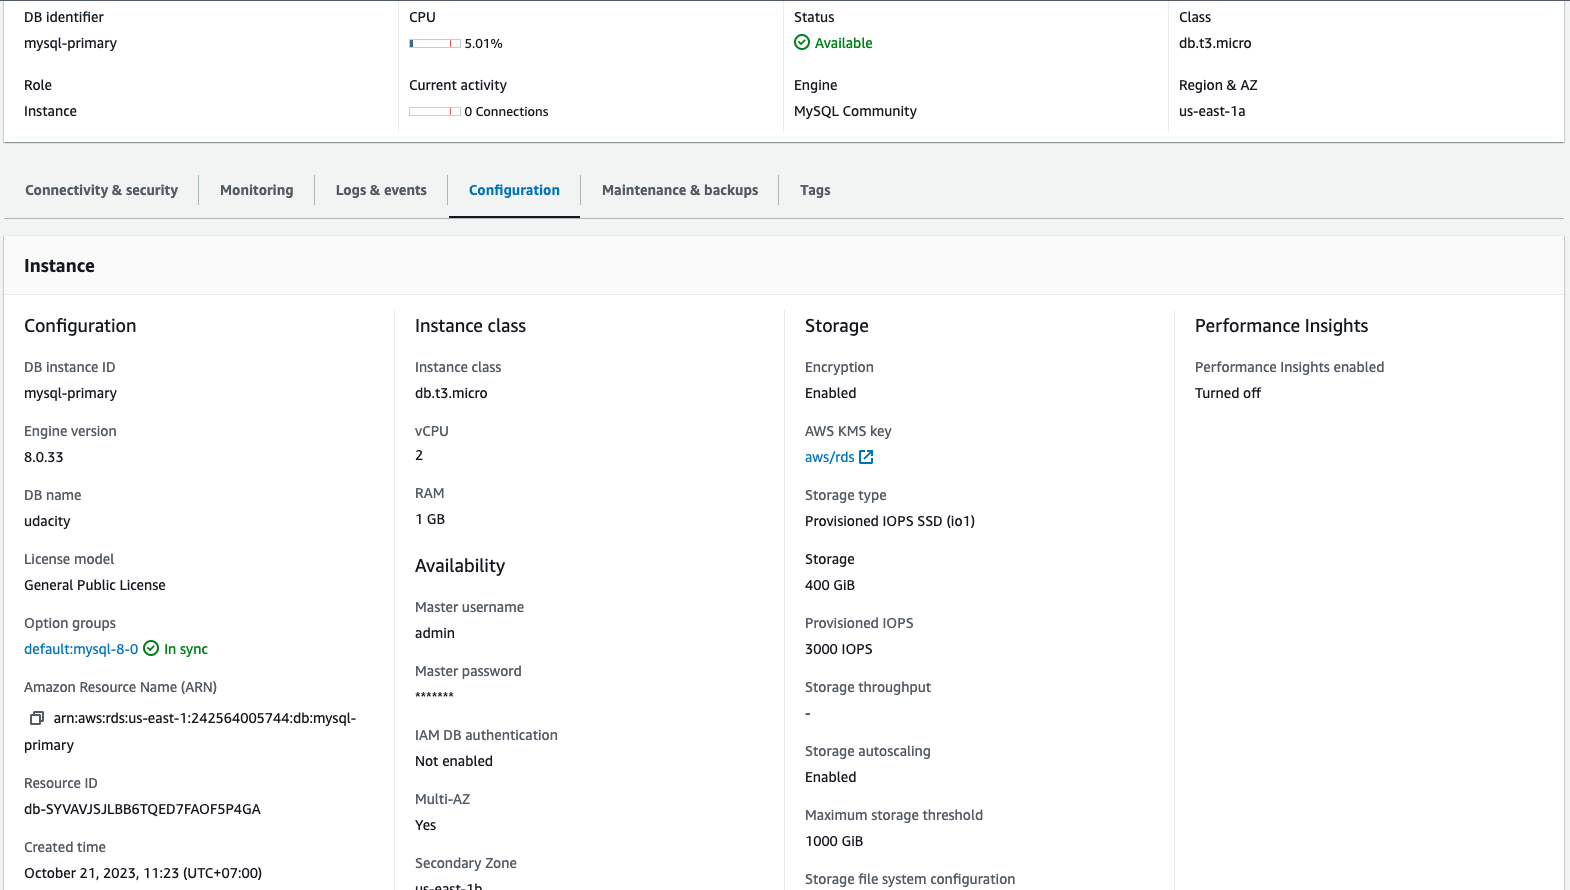 DB identifier
mysql-primary
CPU
5.01%
Status
Available
Class
db.t3.micro
Role
Instance
Current activity
0 Connections
Engine
MySQL Community
Region & AZ
us-east-1a
Connectivity & security
Monitoring
Logs & events
Configuration
Maintenance & backups
Tags
Instance
Configuration
DB instance ID
mysql-primary
Engine version
8.0.33
DB name
udacity
License model
General Public License
Option groups
default:mysql-8-0 In sync
Amazon Resource Name (ARN)
arn:aws:rds:us-east-1:242564005744:db:mysql-
primary
Resource ID
db-SYVAVJSJLBB6TQED7FAOF5P4GA
Created time
October 21, 2023, 11:23 (UTC+07:00)
Instance class
Instance class
db.t3.micro
vCPU
2
RAM
1 GB
Availability
Master username
admin
Master password
*******
IAM DB authentication
Not enabled
Multi-AZ
Yes
Secondary Zone
us-east-1b
Storage
Encryption
Enabled
AWS KMS key
aws/rds
Storage type
Provisioned IOPS SSD (io1)
Storage
400 GiB
Provisioned IOPS
3000 IOPS
Storage throughput
-
Storage autoscaling
Enabled
Maximum storage threshold
1000 GiB
Storage file system configuration
Performance Insights
Performance Insights enabled
Turned off